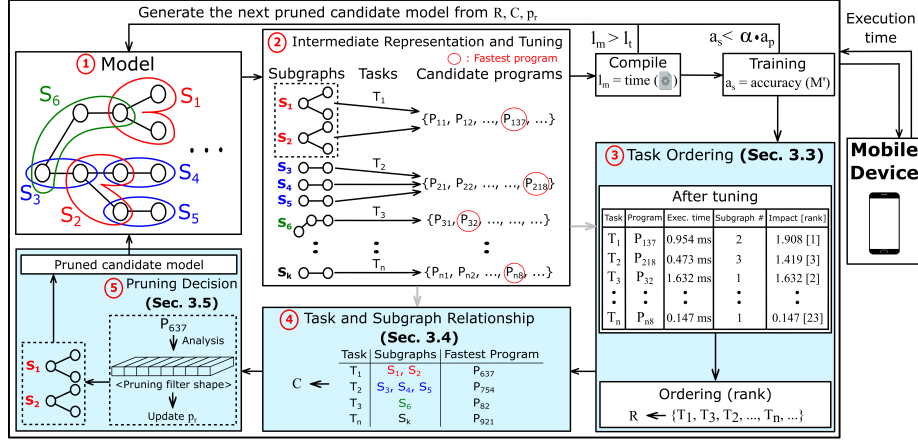 Generate the next pruned candidate model from R, C, pr
Execution
time
1 Model
S6
S1
S3
S4
S2
S5
...
2 Intermediate Representation and Tuning
: Fastest program
Subgraphs Tasks Candidate programs
S1 T1
{P11, P12, ..., P137, ...}
S2
S3 T2
S4 {P21, P22, ..., ..., P218}
S5
S6 T3 {P31, P32, ..., ..., ...}
Sk Tn {Pn1, Pn2, ..., Pn8, ...}
lm > lt
as < α•ap
Compile
lm = time ( )
Training
as = accuracy (M')
Mobile
Device
3 Task Ordering (Sec. 3.3)
After tuning
Task Program Exec. time Subgraph # Impact [rank]
T1 P137 0.954 ms 2 1.908 [1]
T2 P218 0.473 ms 3 1.419 [3]
T3 P32 1.632 ms 1 1.632 [2]
Tn Pn8 0.147 ms 1 0.147 [23]
Ordering (rank)
R ← {T1, T3, T2, ..., Tn, ...}
4 Task and Subgraph Relationship
(Sec. 3.4)
Task Subgraphs Fastest Program
T1 S1, S2 P637
T2 S3, S4, S5 P754
T3 S6 P82
Tn Sk P921
C ←
Pruned candidate model
5 Pruning Decision
(Sec. 3.5)
P637
Analysis
<Pruning filter shape>
Update pr
S1
S2